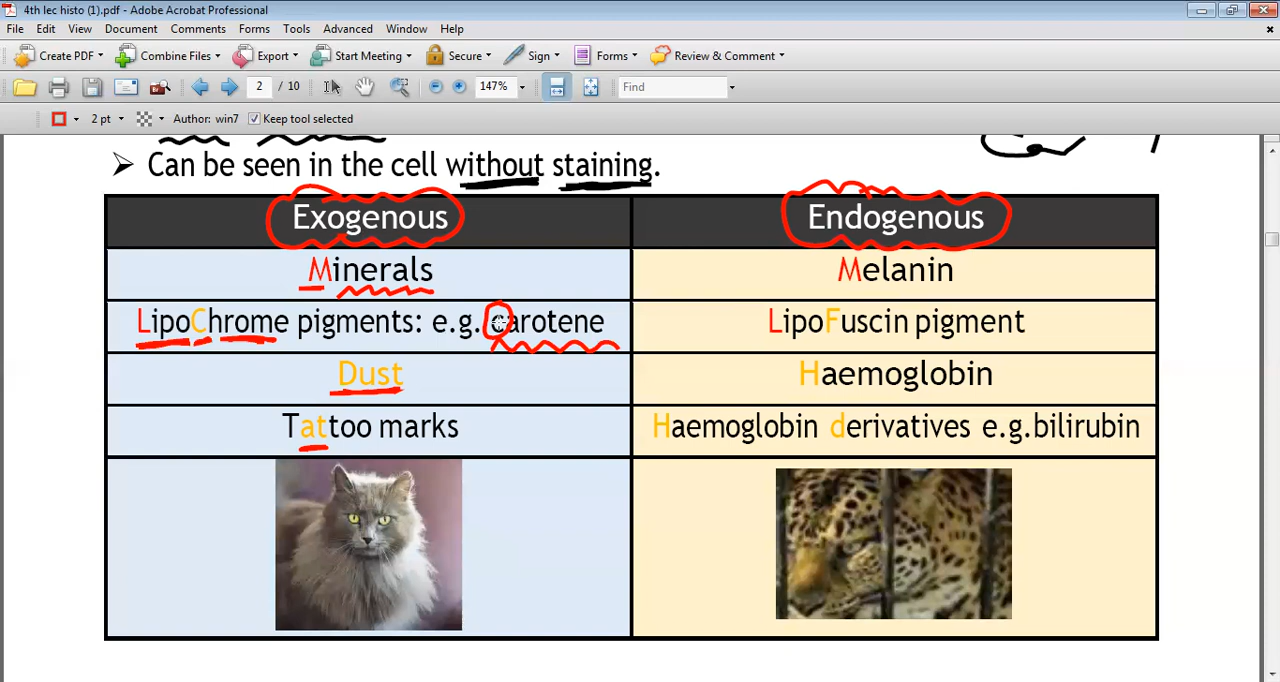 4th lec histo (1).pdf - Adobe Acrobat Professional
File Edit View Document Comments Forms Tools Advanced Window Help
Create PDF Combine Files Export Start Meeting Secure Sign Forms Review & Comment
2 / 10 147% Find
2 pt Author: win7 Keep tool selected
➤ Can be seen in the cell without staining.
Exogenous Endogenous
Minerals Melanin
LipoChrome pigments: e.g. carotene LipoFuscin pigment
Dust Haemoglobin
Tattoo marks Haemoglobin derivatives e.g.bilirubin